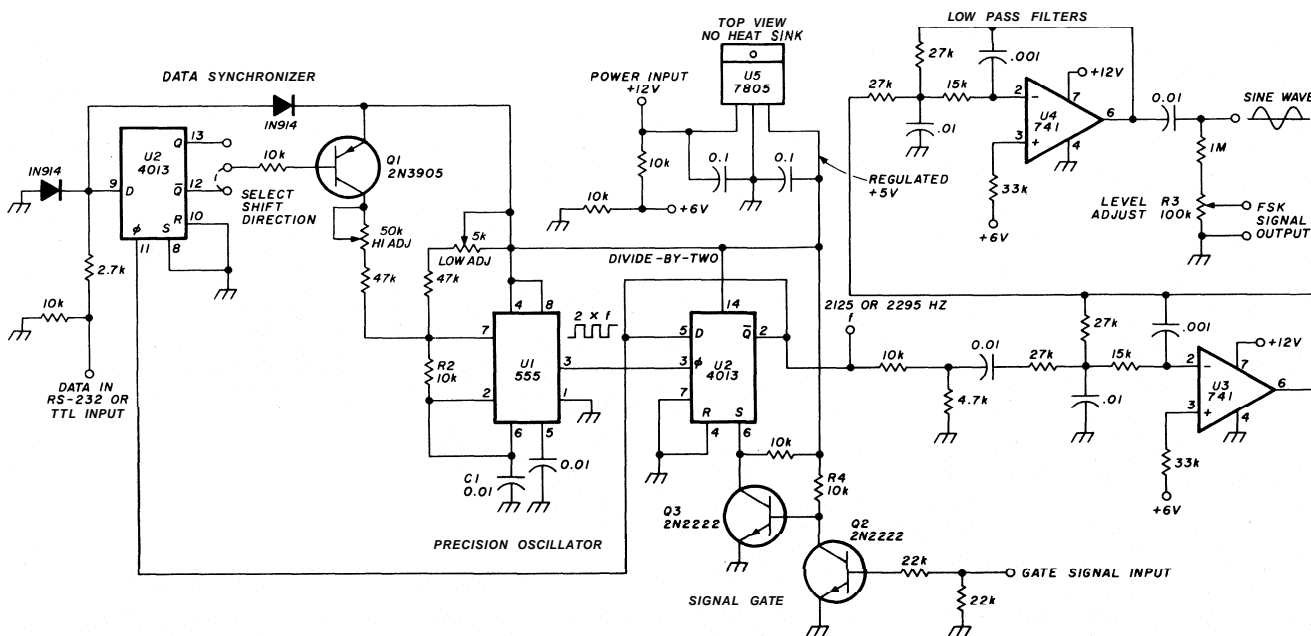 TOP VIEW
NO HEAT SINK
LOW PASS FILTERS
DATA SYNCHRONIZER
POWER INPUT
+12V
U5
7805
27k
.001
+12V
27k
15k
2
7
U4
741
6
0.01
SINE WAVE
.01
3
4
1M
33k
+6V
LEVEL
ADJUST
R3
100k
FSK
SIGNAL
OUTPUT
1N914
1N914
U2
4013
Q
13
9
D
Q
12
R
10
S
ϕ
11
8
10k
SELECT
SHIFT
DIRECTION
Q1
2N3905
10k
0.1
0.1
10k
+6V
REGULATED
+5V
50k
HI ADJ
5k
LOW ADJ
47k
47k
2.7k
10k
DATA IN
RS-232 OR
TTL INPUT
DIVIDE-BY-TWO
2 x f
4
8
7
U1
555
3
R2
10k
2
1
6
5
C1
0.01
0.01
PRECISION OSCILLATOR
14
5
D
Q
2
3
ϕ
U2
4013
7
R
S
4
6
10k
R4
10k
Q3
2N2222
Q2
2N2222
22k
22k
GATE SIGNAL INPUT
SIGNAL GATE
2125 OR 2295 HZ
f
10k
4.7k
0.01
27k
27k
15k
.01
.001
+12V
2
7
U3
741
6
3
4
33k
+6V